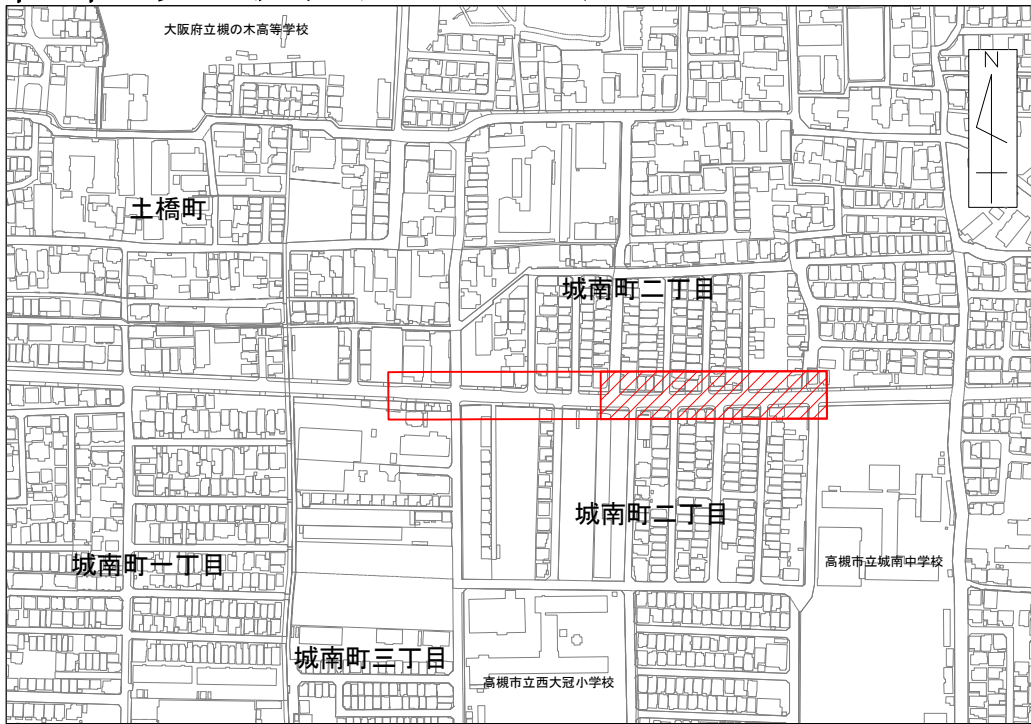 大阪府立槻の木高等学校
N
土橋町
城南町二丁目
城南町二丁目
高槻市立城南中学校
城南町一丁目
城南町三丁目
高槻市立西大冠小学校